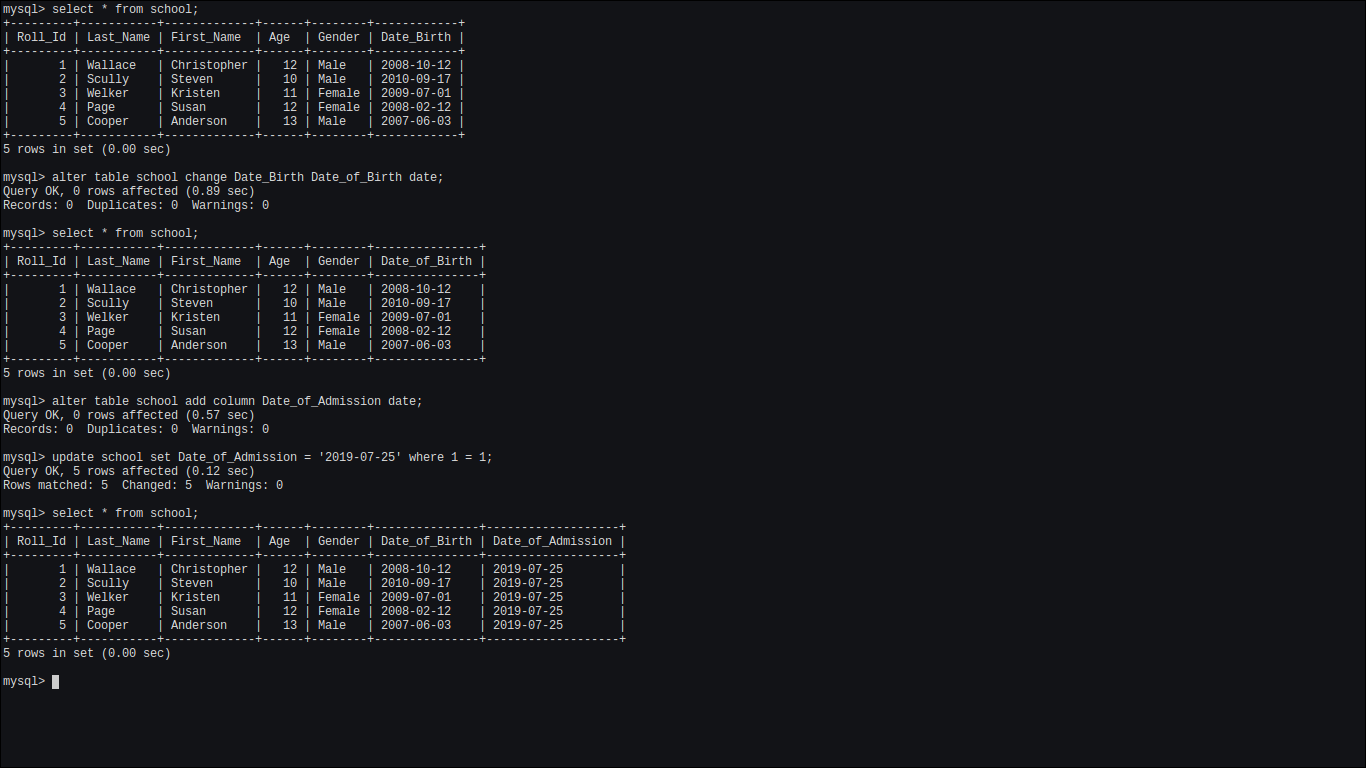 mysql> select * from school;
+---------+-----------+-------------+------+--------+------------+
| Roll_Id | Last_Name | First_Name  | Age  | Gender | Date_Birth |
+---------+-----------+-------------+------+--------+------------+
|       1 | Wallace   | Christopher |   12 | Male   | 2008-10-12 |
|       2 | Scully    | Steven      |   10 | Male   | 2010-09-17 |
|       3 | Welker    | Kristen     |   11 | Female | 2009-07-01 |
|       4 | Page      | Susan       |   12 | Female | 2008-02-12 |
|       5 | Cooper    | Anderson    |   13 | Male   | 2007-06-03 |
+---------+-----------+-------------+------+--------+------------+
5 rows in set (0.00 sec)

mysql> alter table school change Date_Birth Date_of_Birth date;
Query OK, 0 rows affected (0.89 sec)
Records: 0  Duplicates: 0  Warnings: 0

mysql> select * from school;
+---------+-----------+-------------+------+--------+---------------+
| Roll_Id | Last_Name | First_Name  | Age  | Gender | Date_of_Birth |
+---------+-----------+-------------+------+--------+---------------+
|       1 | Wallace   | Christopher |   12 | Male   | 2008-10-12    |
|       2 | Scully    | Steven      |   10 | Male   | 2010-09-17    |
|       3 | Welker    | Kristen     |   11 | Female | 2009-07-01    |
|       4 | Page      | Susan       |   12 | Female | 2008-02-12    |
|       5 | Cooper    | Anderson    |   13 | Male   | 2007-06-03    |
+---------+-----------+-------------+------+--------+---------------+
5 rows in set (0.00 sec)

mysql> alter table school add column Date_of_Admission date;
Query OK, 0 rows affected (0.57 sec)
Records: 0  Duplicates: 0  Warnings: 0

mysql> update school set Date_of_Admission = '2019-07-25' where 1 = 1;
Query OK, 5 rows affected (0.12 sec)
Rows matched: 5  Changed: 5  Warnings: 0

mysql> select * from school;
+---------+-----------+-------------+------+--------+---------------+-------------------+
| Roll_Id | Last_Name | First_Name  | Age  | Gender | Date_of_Birth | Date_of_Admission |
+---------+-----------+-------------+------+--------+---------------+-------------------+
|       1 | Wallace   | Christopher |   12 | Male   | 2008-10-12    | 2019-07-25        |
|       2 | Scully    | Steven      |   10 | Male   | 2010-09-17    | 2019-07-25        |
|       3 | Welker    | Kristen     |   11 | Female | 2009-07-01    | 2019-07-25        |
|       4 | Page      | Susan       |   12 | Female | 2008-02-12    | 2019-07-25        |
|       5 | Cooper    | Anderson    |   13 | Male   | 2007-06-03    | 2019-07-25        |
+---------+-----------+-------------+------+--------+---------------+-------------------+
5 rows in set (0.00 sec)

mysql>